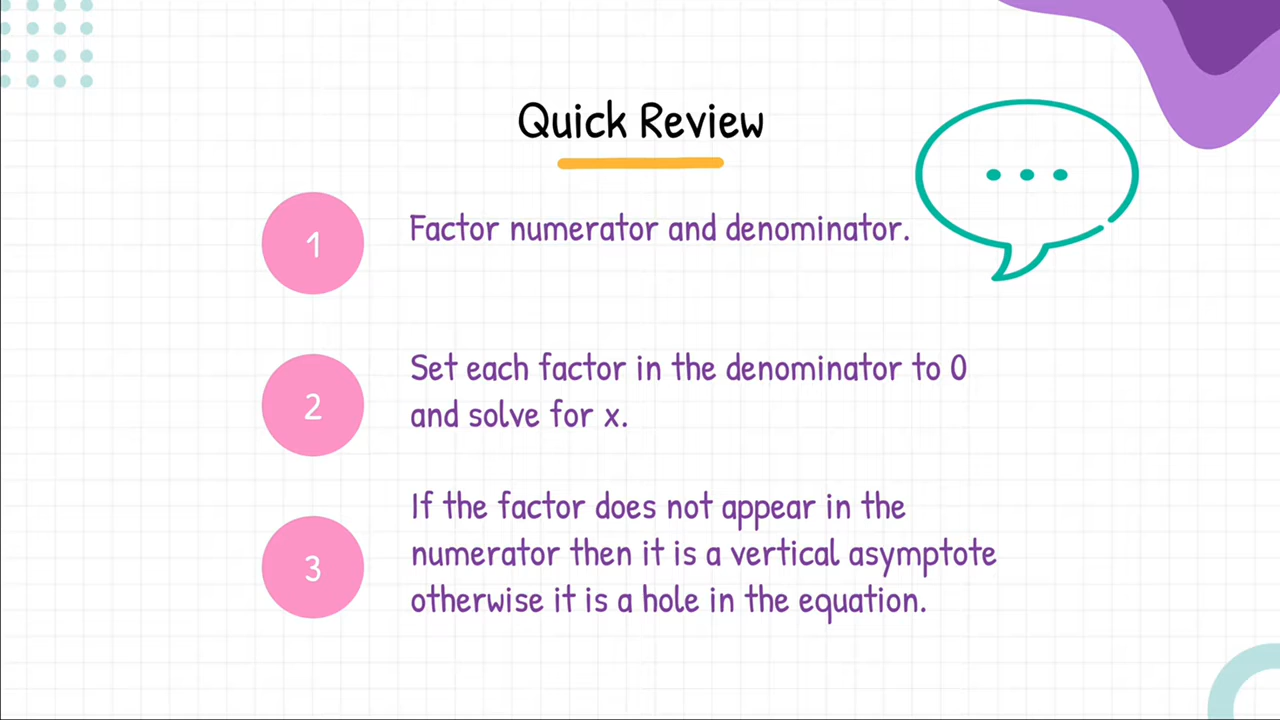 Quick Review
1
Factor numerator and denominator.
2
Set each factor in the denominator to 0
and solve for x.
3
If the factor does not appear in the
numerator then it is a vertical asymptote
otherwise it is a hole in the equation.